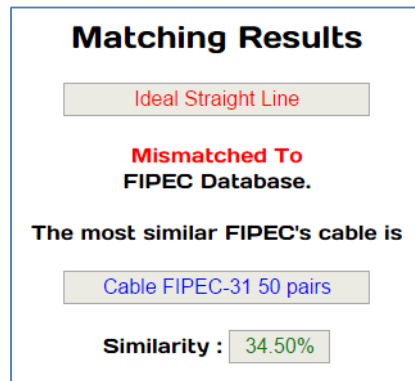 Matching Results
Ideal Straight Line
Mismatched To
FIPEC Database.
The most similar FIPEC's cable is
Cable FIPEC-31 50 pairs
Similarity : 34.50%